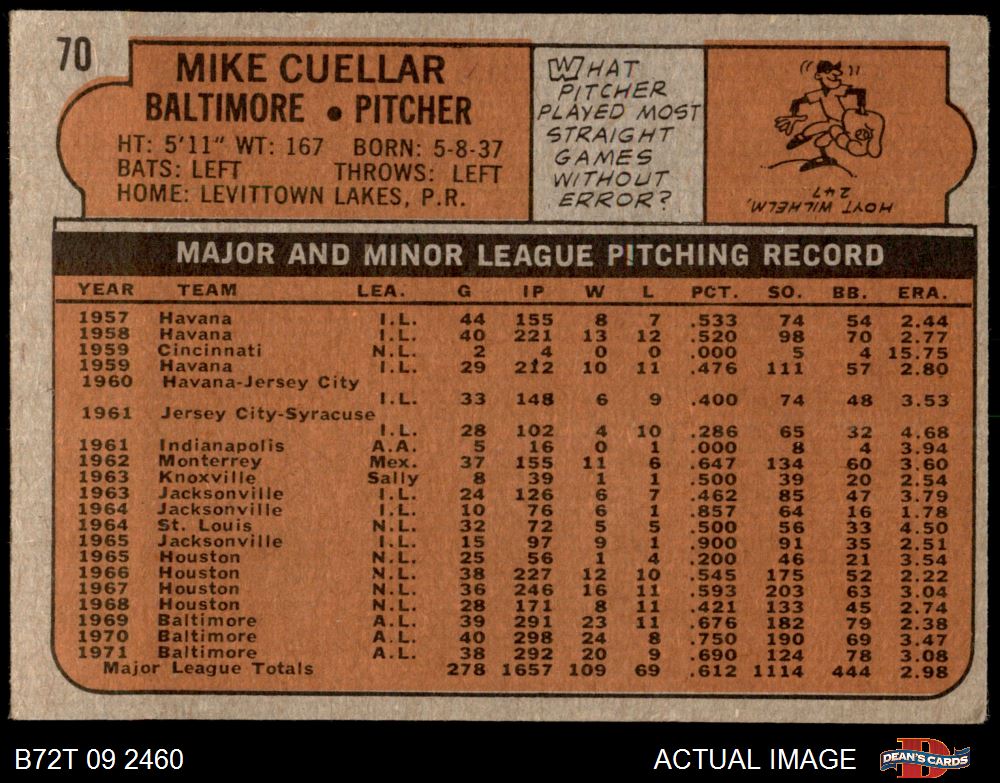 70
MIKE CUELLAR
BALTIMORE • PITCHER
HT: 5'11" WT: 167 BORN: 5-8-37
BATS: LEFT THROWS: LEFT
HOME: LEVITTOWN LAKES, P.R.
WHAT
PITCHER
PLAYED MOST
STRAIGHT
GAMES
WITHOUT
ERROR?
HOYT WILHELM,
247
MAJOR AND MINOR LEAGUE PITCHING RECORD
YEAR TEAM LEA. G IP W L PCT. SO. BB. ERA.
1957 Havana I.L. 44 155 8 7 .533 74 54 2.44
1958 Havana I.L. 40 221 13 12 .520 98 70 2.77
1959 Cincinnati N.L. 2 4 0 0 .000 5 4 15.75
1959 Havana I.L. 29 212 10 11 .476 111 57 2.80
1960 Havana-Jersey City
I.L. 33 148 6 9 .400 74 48 3.53
1961 Jersey City-Syracuse
I.L. 28 102 4 10 .286 65 32 4.68
1961 Indianapolis A.A. 5 16 0 1 .000 8 4 3.94
1962 Monterrey Mex. 37 155 11 6 .647 134 60 3.60
1963 Knoxville Sally 8 39 1 1 .500 39 20 2.54
1963 Jacksonville I.L. 24 126 6 7 .462 85 47 3.79
1964 Jacksonville I.L. 10 76 6 1 .857 64 16 1.78
1964 St. Louis N.L. 32 72 5 5 .500 56 33 4.50
1965 Jacksonville I.L. 15 97 9 1 .900 91 35 2.51
1965 Houston N.L. 25 56 1 4 .200 46 21 3.54
1966 Houston N.L. 38 227 12 10 .545 175 52 2.22
1967 Houston N.L. 36 246 16 11 .593 203 63 3.04
1968 Houston N.L. 28 171 8 11 .421 133 45 2.74
1969 Baltimore A.L. 39 291 23 11 .676 182 79 2.38
1970 Baltimore A.L. 40 298 24 8 .750 190 69 3.47
1971 Baltimore A.L. 38 292 20 9 .690 124 78 3.08
Major League Totals 278 1657 109 69 .612 1114 444 2.98
B72T 09 2460 ACTUAL IMAGE DEAN'S CARDS